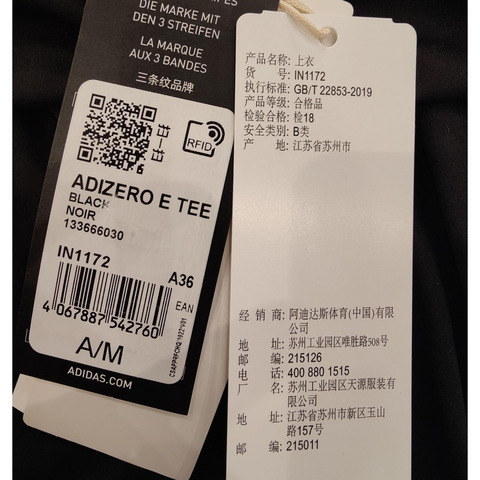 DIE MARKE MIT
DEN 3 STREIFEN
LA MARQUE
AUX 3 BANDES
三条纹品牌
RFID
ADIZERO E TEE
BLACK
NOIR
133666030
IN1172
A36
EAN
4 067887 542760
A/M
ADIDAS.COM
产品名称: 上衣
货 号: IN1172
执行标准: GB/T 22853-2019
产品等级: 合格品
检验合格: 检18
安全类别: B类
产 地: 江苏省苏州市
经 销 商: 阿迪达斯体育(中国)有限
公司
地 址: 苏州工业园区唯胜路508号
邮 编: 215126
电 话: 400 880 1515
厂 名: 苏州工业园区天源服装有
限公司
地 址: 江苏省苏州市新区玉山
路157号
邮 编: 215011